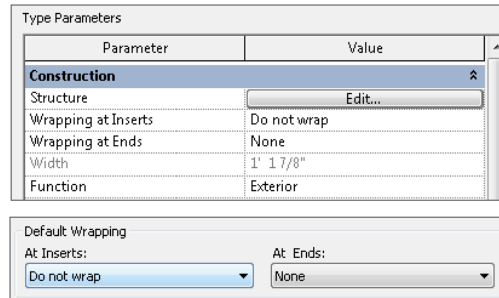 Type Parameters
Parameter Value
Construction
Structure Edit...
Wrapping at Inserts Do not wrap
Wrapping at Ends None
Width 1' 1 7/8"
Function Exterior
Default Wrapping
At Inserts: At Ends:
Do not wrap None